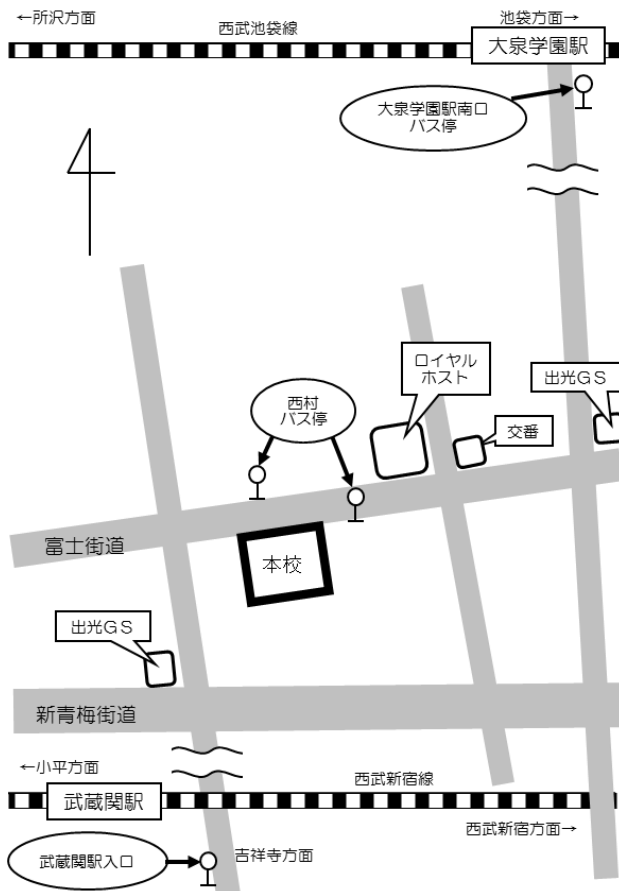 ←所沢方面
西武池袋線
池袋方面→
大泉学園駅
大泉学園駅南口
バス停
ロイヤル
ホスト
出光GS
西村
バス停
交番
富士街道
本校
出光GS
新青梅街道
←小平方面
西武新宿線
武蔵関駅
西武新宿方面→
武蔵関駅入口
吉祥寺方面